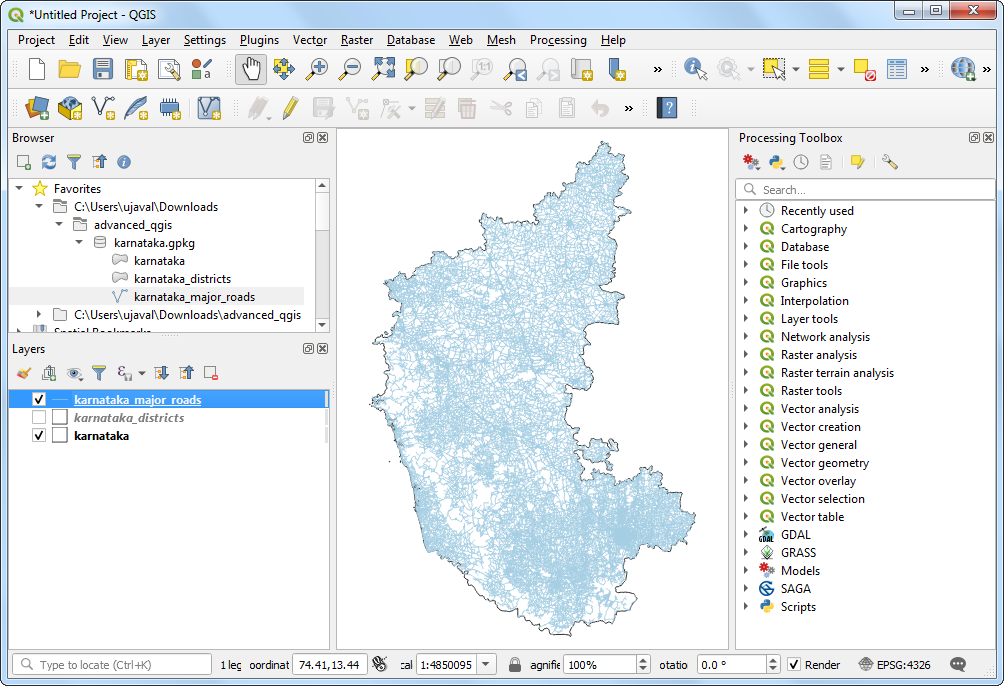 *Untitled Project - QGIS
Project Edit View Layer Settings Plugins Vector Raster Database Web Mesh Processing Help
Browser
Favorites
C:\Users\ujaval\Downloads
advanced_qgis
karnataka.gpkg
karnataka
karnataka_districts
karnataka_major_roads
C:\Users\ujaval\Downloads\advanced_qgis
Spatial Bookmarks
Layers
karnataka_major_roads
karnataka_districts
karnataka
Processing Toolbox
Search...
Recently used
Cartography
Database
File tools
Graphics
Interpolation
Layer tools
Network analysis
Raster analysis
Raster terrain analysis
Raster tools
Vector analysis
Vector creation
Vector general
Vector geometry
Vector overlay
Vector selection
Vector table
GDAL
GRASS
Models
SAGA
Scripts
Type to locate (Ctrl+K) 1 leg oordinat 74.41,13.44 :al 1:4850095 agnifie 100% otatio 0.0 ° Render EPSG:4326